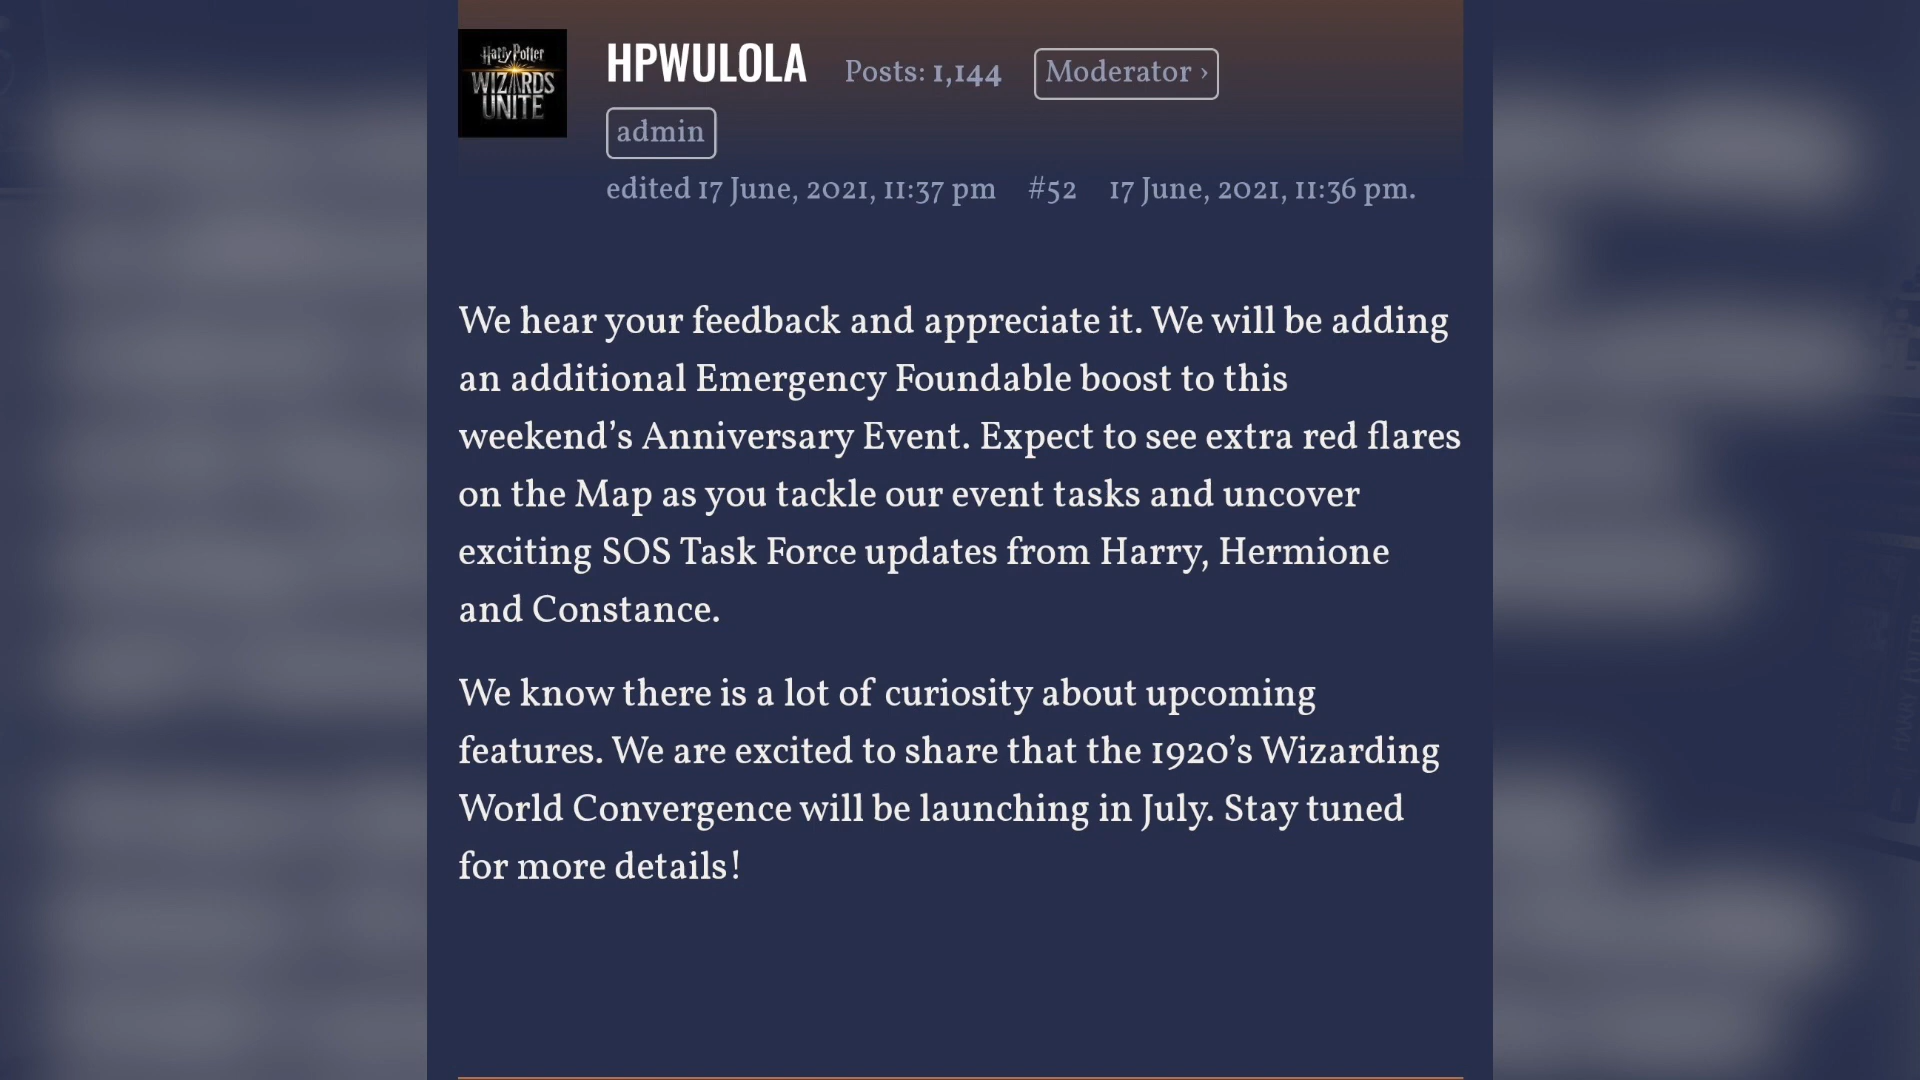 Harry Potter
WIZARDS
UNITE
HPWULOLA Posts: 1,144 Moderator ›
admin
edited 17 June, 2021, 11:37 pm #52 17 June, 2021, 11:36 pm.
We hear your feedback and appreciate it. We will be adding
an additional Emergency Foundable boost to this
weekend’s Anniversary Event. Expect to see extra red flares
on the Map as you tackle our event tasks and uncover
exciting SOS Task Force updates from Harry, Hermione
and Constance.
We know there is a lot of curiosity about upcoming
features. We are excited to share that the 1920’s Wizarding
World Convergence will be launching in July. Stay tuned
for more details!